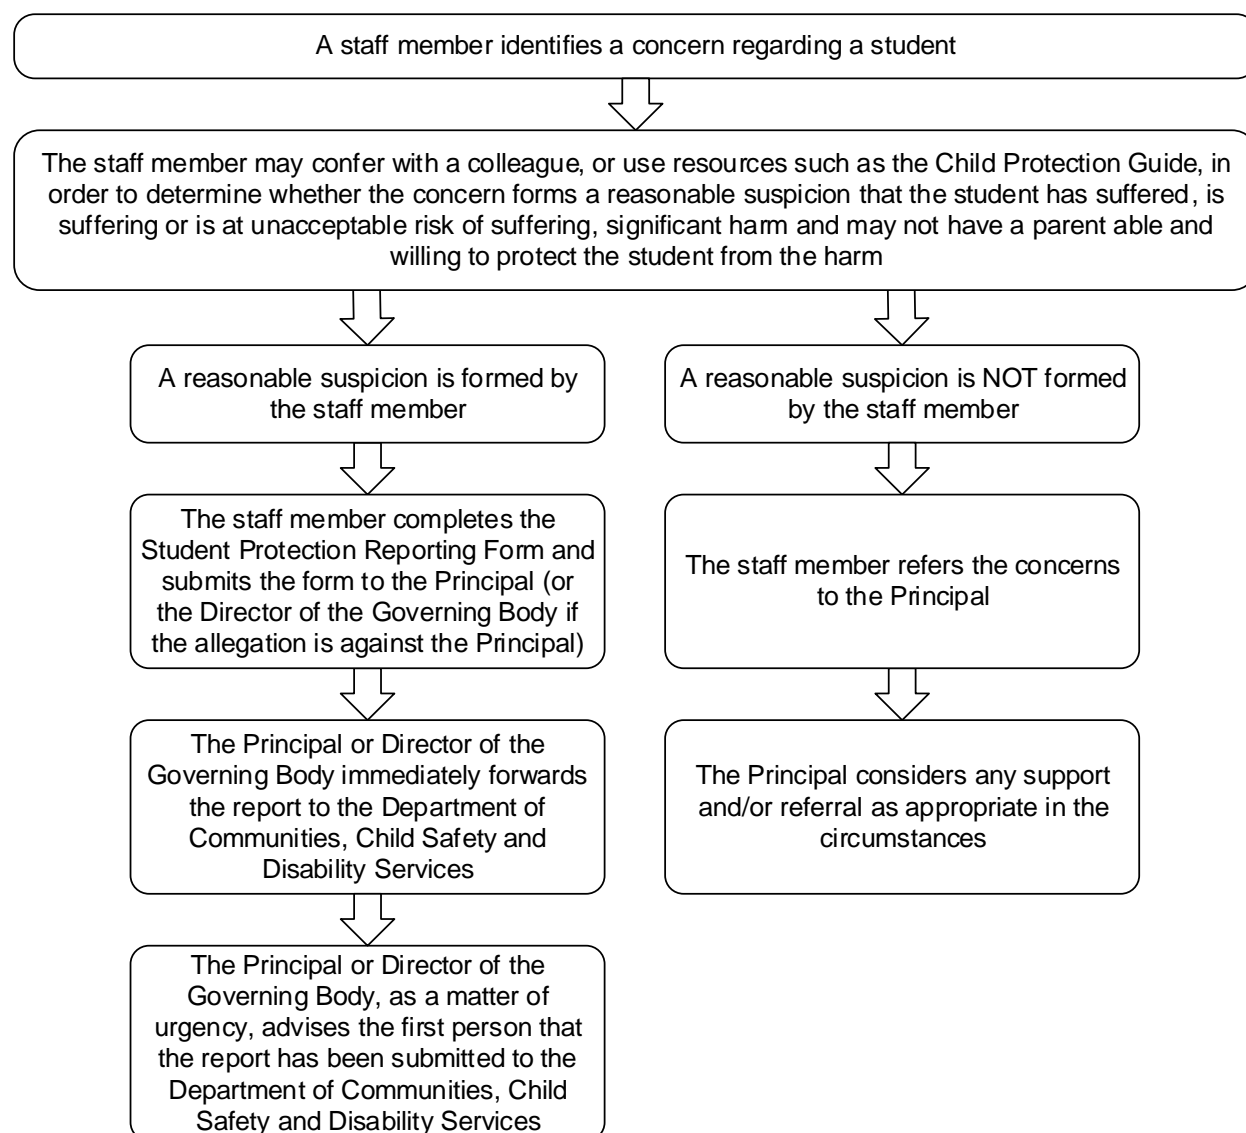 A staff member identifies a concern regarding a student
The staff member may confer with a colleague, or use resources such as the Child Protection Guide, in
order to determine whether the concern forms a reasonable suspicion that the student has suffered, is
suffering or is at unacceptable risk of suffering, significant harm and may not have a parent able and
willing to protect the student from the harm
A reasonable suspicion is formed by
the staff member
A reasonable suspicion is NOT formed
by the staff member
The staff member completes the
Student Protection Reporting Form and
submits the form to the Principal (or
the Director of the Governing Body if
the allegation is against the Principal)
The staff member refers the concerns
to the Principal
The Principal or Director of the
Governing Body immediately forwards
the report to the Department of
Communities, Child Safety and
Disability Services
The Principal considers any support
and/or referral as appropriate in the
circumstances
The Principal or Director of the
Governing Body, as a matter of
urgency, advises the first person that
the report has been submitted to the
Department of Communities, Child
Safety and Disability Services